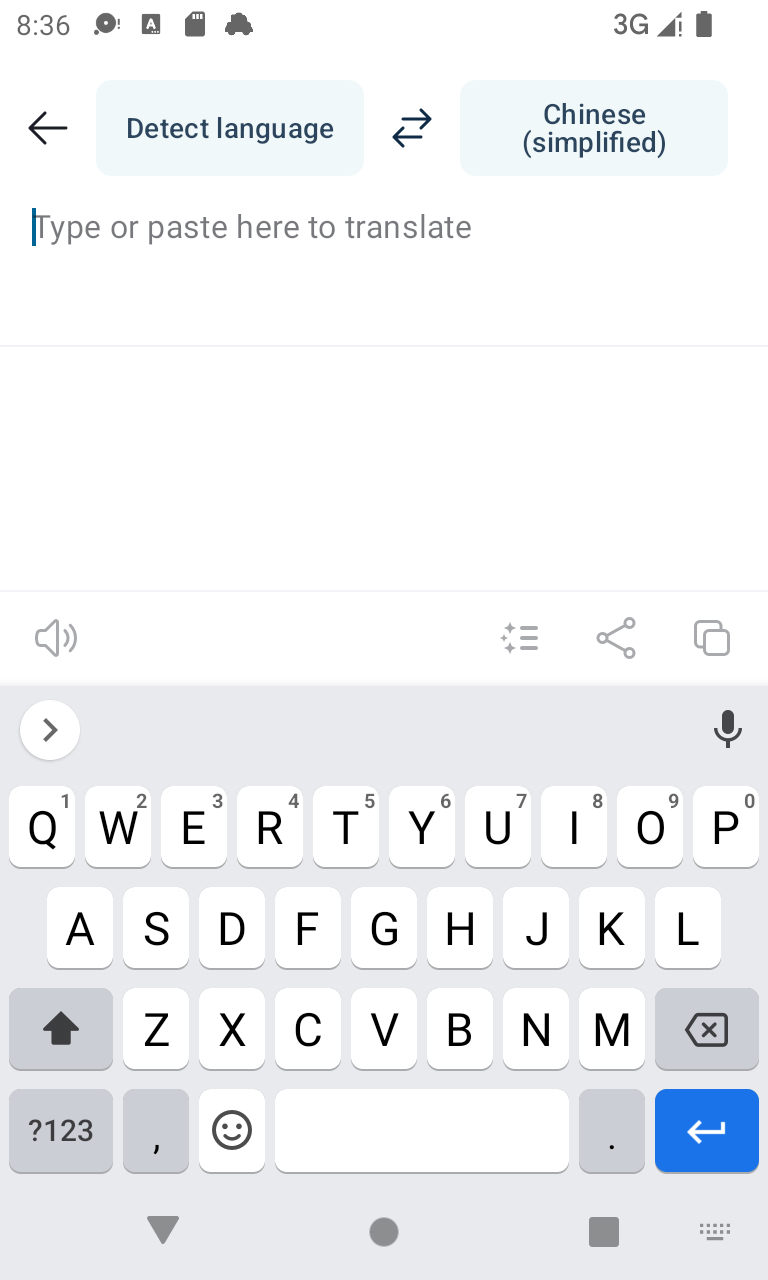 8:36
3G
Detect language
Chinese (simplified)
Type or paste here to translate
Q1 W2 E3 R4 T5 Y6 U7 I8 O9 P0
A S D F G H J K L
Z X C V B N M
?123 , .